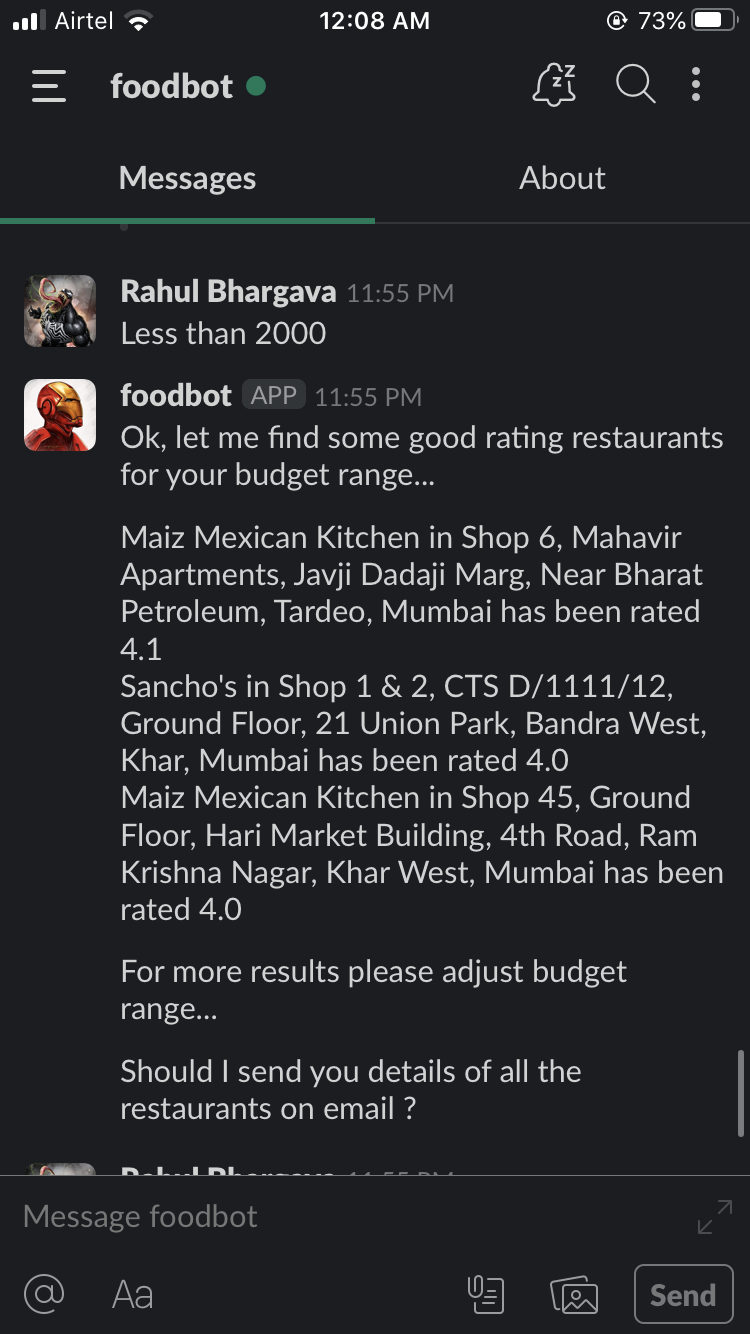 Airtel 12:08 AM 73%
foodbot
Messages About
Rahul Bhargava 11:55 PM
Less than 2000
foodbot APP 11:55 PM
Ok, let me find some good rating restaurants
for your budget range...
Maiz Mexican Kitchen in Shop 6, Mahavir
Apartments, Javji Dadaji Marg, Near Bharat
Petroleum, Tardeo, Mumbai has been rated
4.1
Sancho's in Shop 1 & 2, CTS D/1111/12,
Ground Floor, 21 Union Park, Bandra West,
Khar, Mumbai has been rated 4.0
Maiz Mexican Kitchen in Shop 45, Ground
Floor, Hari Market Building, 4th Road, Ram
Krishna Nagar, Khar West, Mumbai has been
rated 4.0
For more results please adjust budget
range...
Should I send you details of all the
restaurants on email ?
Rahul Bhargava 11:55 PM
Message foodbot
@ Aa Send